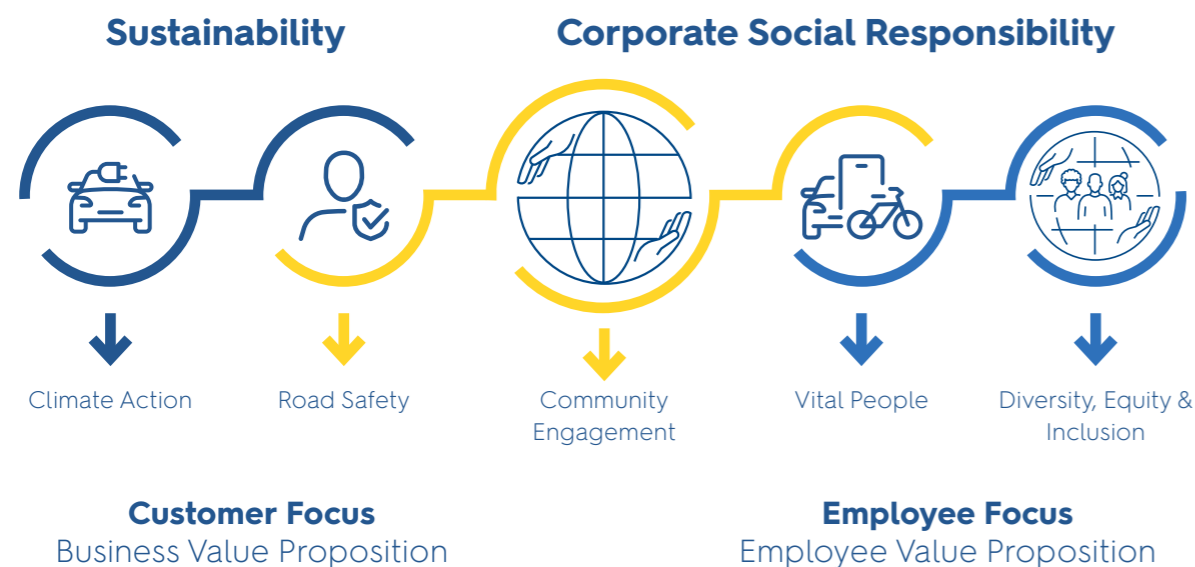 Sustainability
Corporate Social Responsibility
Climate Action
Road Safety
Community
Engagement
Vital People
Diversity, Equity &
Inclusion
Customer Focus
Business Value Proposition
Employee Focus
Employee Value Proposition